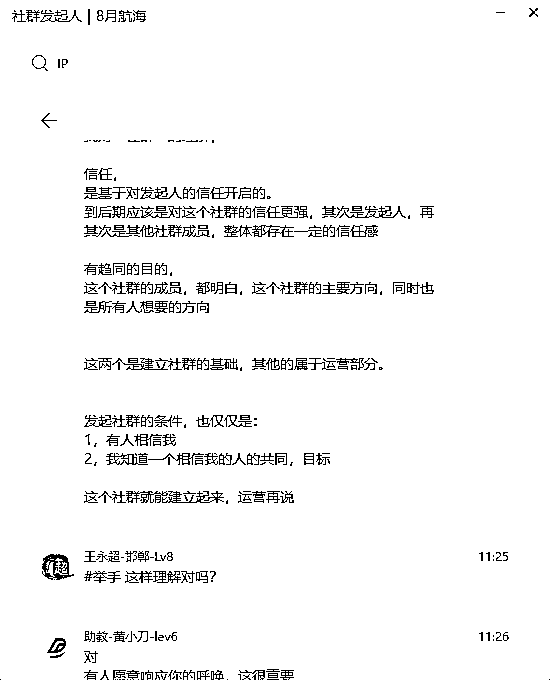 社群发起人 | 8月航海
IP
信任，
是基于对发起人的信任开启的。
到后期应该是对这个社群的信任更强，其次是发起人，再
其次是其他社群成员，整体都存在一定的信任感
有趋同的目的，
这个社群的成员，都明白，这个社群的主要方向，同时也
是所有人想要的方向
这两个是建立社群的基础，其他的属于运营部分。
发起社群的条件，也仅仅是：
1，有人相信我
2，我知道一个相信我的人的共同，目标
这个社群就能建立起来，运营再说
王永超-邯郸-Lv8 11:25
#举手 这样理解对吗？
助教-黄小刀-lev6 11:26
对
有人愿意响应你的呼唤，这很重要